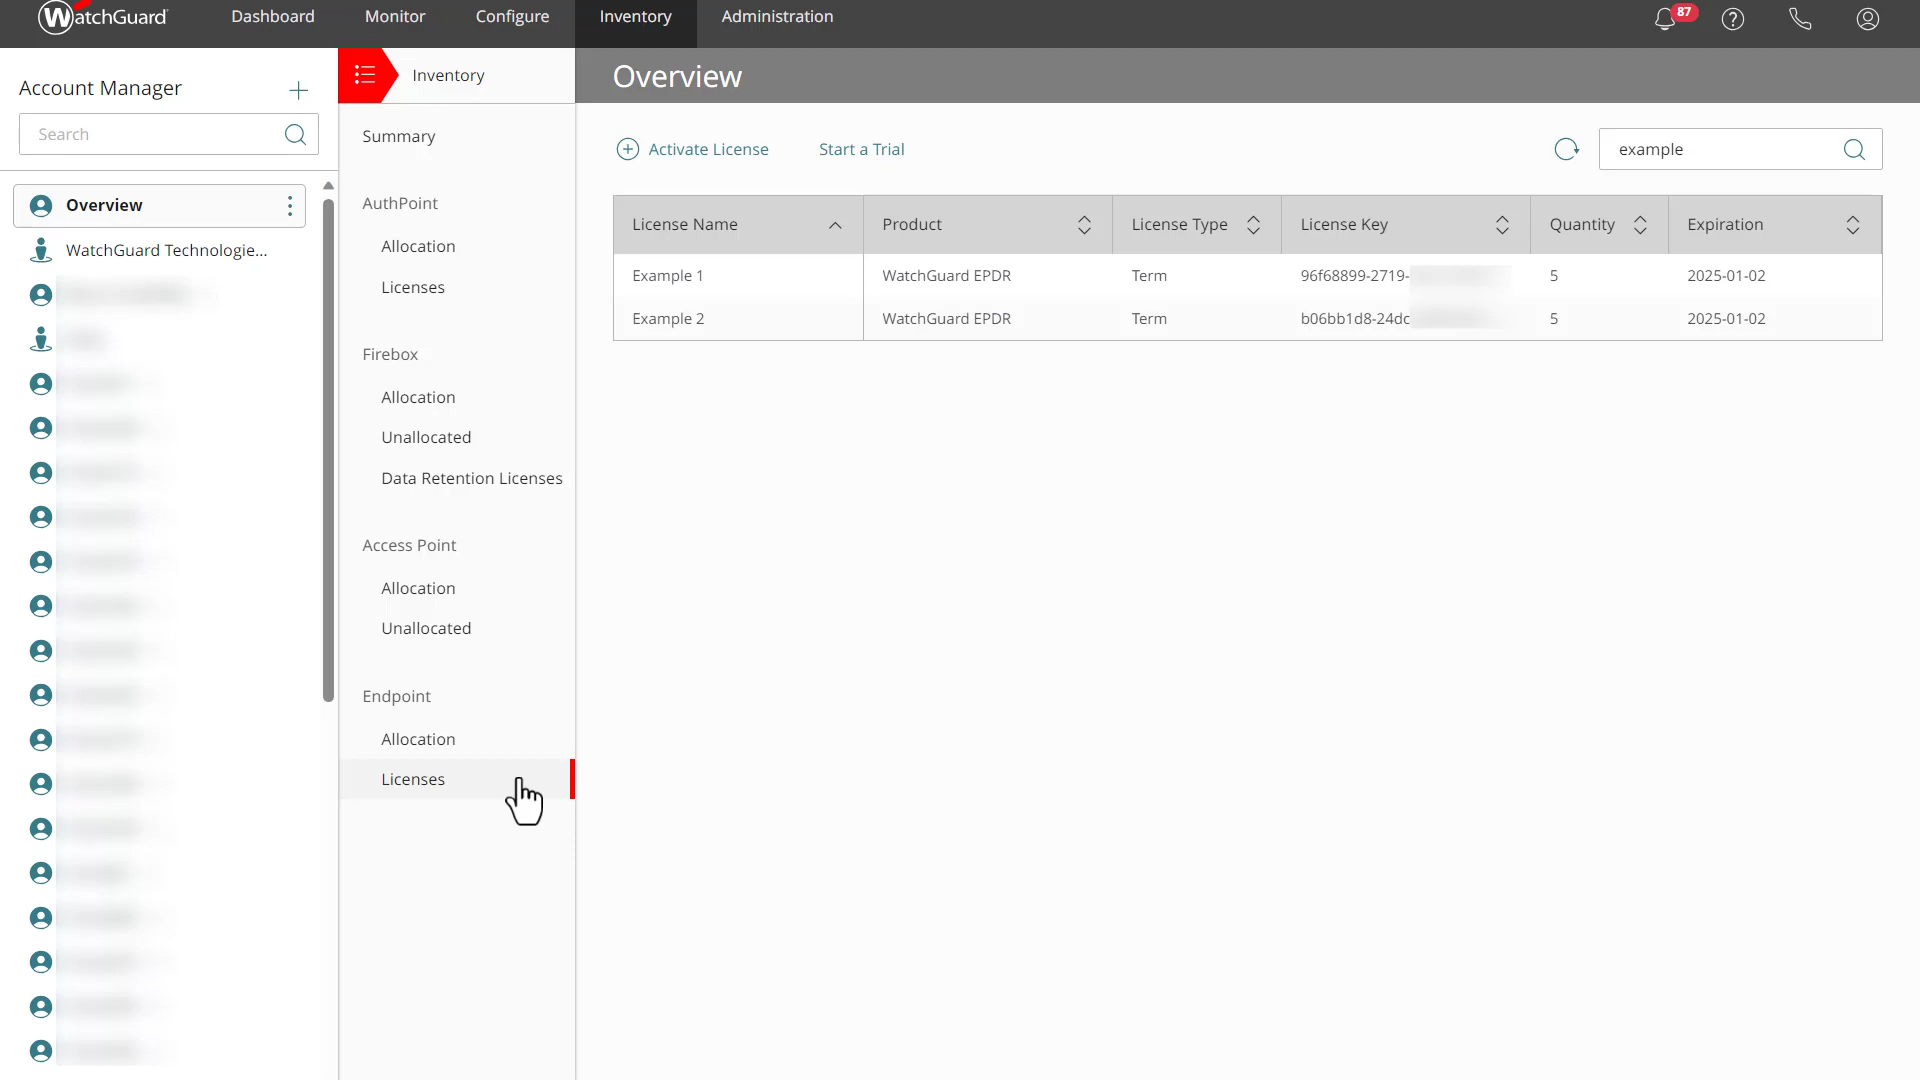 WatchGuard
Dashboard
Monitor
Configure
Inventory
Administration
87
Account Manager
Search
Overview
WatchGuard Technologie...
Inventory
Summary
AuthPoint
Allocation
Licenses
Firebox
Allocation
Unallocated
Data Retention Licenses
Access Point
Allocation
Unallocated
Endpoint
Allocation
Licenses
Overview
Activate License
Start a Trial
example
License Name Product License Type License Key Quantity Expiration
Example 1 WatchGuard EPDR Term 96f68899-2719- 5 2025-01-02
Example 2 WatchGuard EPDR Term b06bb1d8-24dc 5 2025-01-02